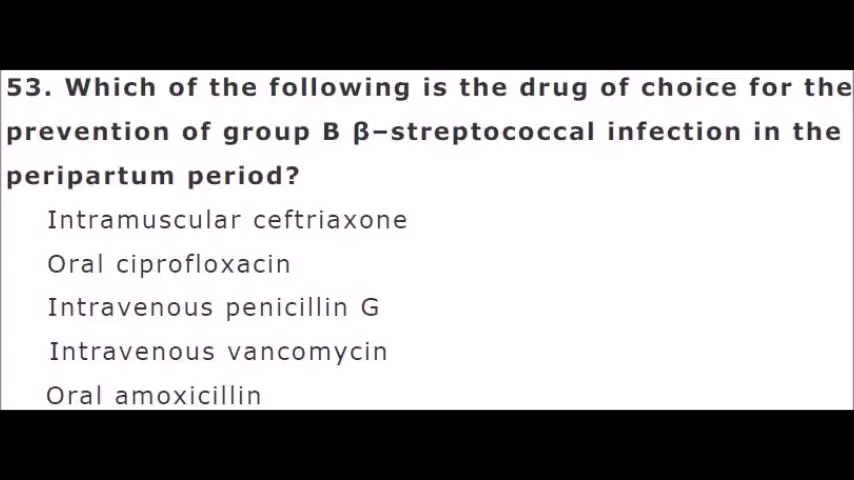 53. Which of the following is the drug of choice for the
prevention of group B β–streptococcal infection in the
peripartum period?
Intramuscular ceftriaxone
Oral ciprofloxacin
Intravenous penicillin G
Intravenous vancomycin
Oral amoxicillin